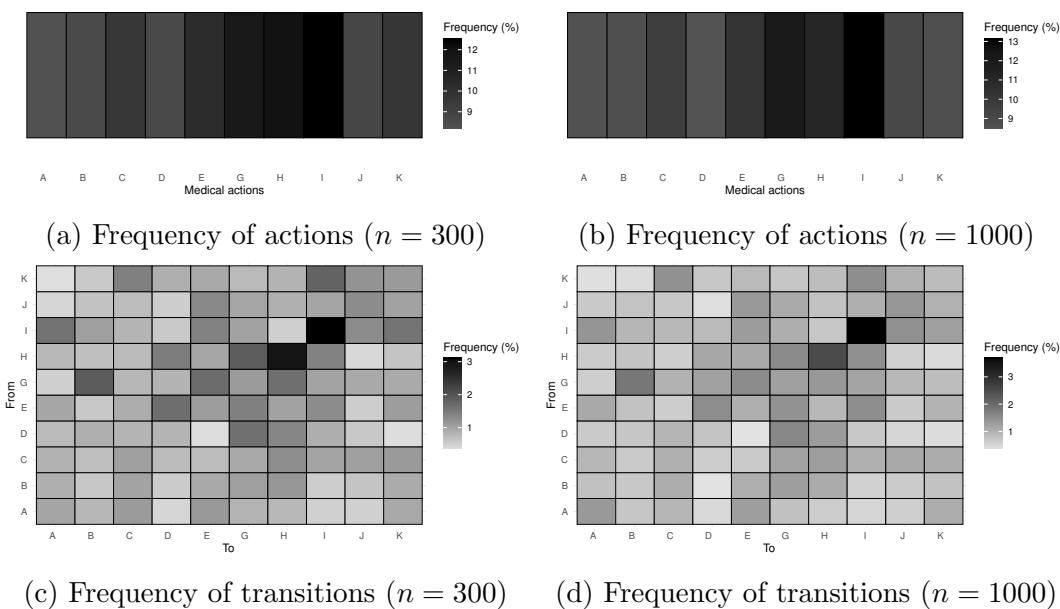 Frequency (%)
12
11
10
9
A B C D E G H I J K
Medical actions
(a) Frequency of actions (n = 300)
Frequency (%)
13
12
11
10
9
A B C D E G H I J K
Medical actions
(b) Frequency of actions (n = 1000)
K
J
I
H
G
E
D
C
B
A
From
A B C D E G H I J K
To
Frequency (%)
3
2
1
(c) Frequency of transitions (n = 300)
K
J
I
H
G
E
D
C
B
A
From
A B C D E G H I J K
To
Frequency (%)
3
2
1
(d) Frequency of transitions (n = 1000)